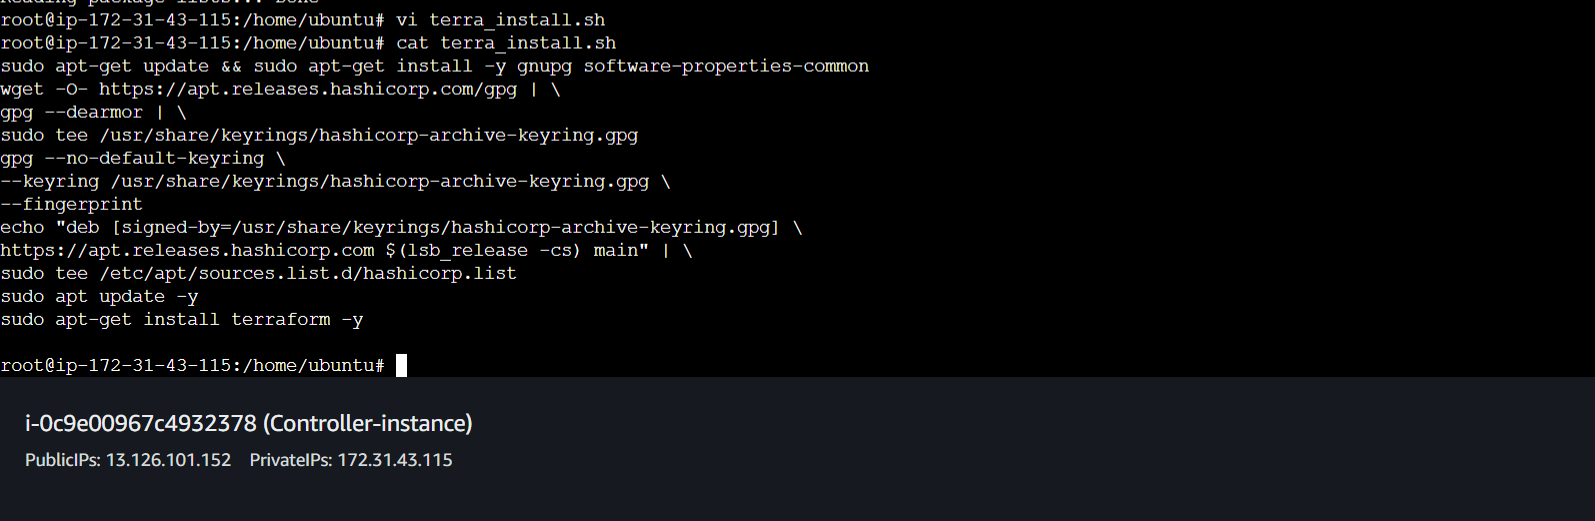 Reading package lists... Done
root@ip-172-31-43-115:/home/ubuntu# vi terra_install.sh
root@ip-172-31-43-115:/home/ubuntu# cat terra_install.sh
sudo apt-get update && sudo apt-get install -y gnupg software-properties-common
wget -O- https://apt.releases.hashicorp.com/gpg | \
gpg --dearmor | \
sudo tee /usr/share/keyrings/hashicorp-archive-keyring.gpg
gpg --no-default-keyring \
--keyring /usr/share/keyrings/hashicorp-archive-keyring.gpg \
--fingerprint
echo "deb [signed-by=/usr/share/keyrings/hashicorp-archive-keyring.gpg] \
https://apt.releases.hashicorp.com $(lsb_release -cs) main" | \
sudo tee /etc/apt/sources.list.d/hashicorp.list
sudo apt update -y
sudo apt-get install terraform -y
root@ip-172-31-43-115:/home/ubuntu#
i-0c9e00967c4932378 (Controller-instance)
PublicIPs: 13.126.101.152 PrivateIPs: 172.31.43.115